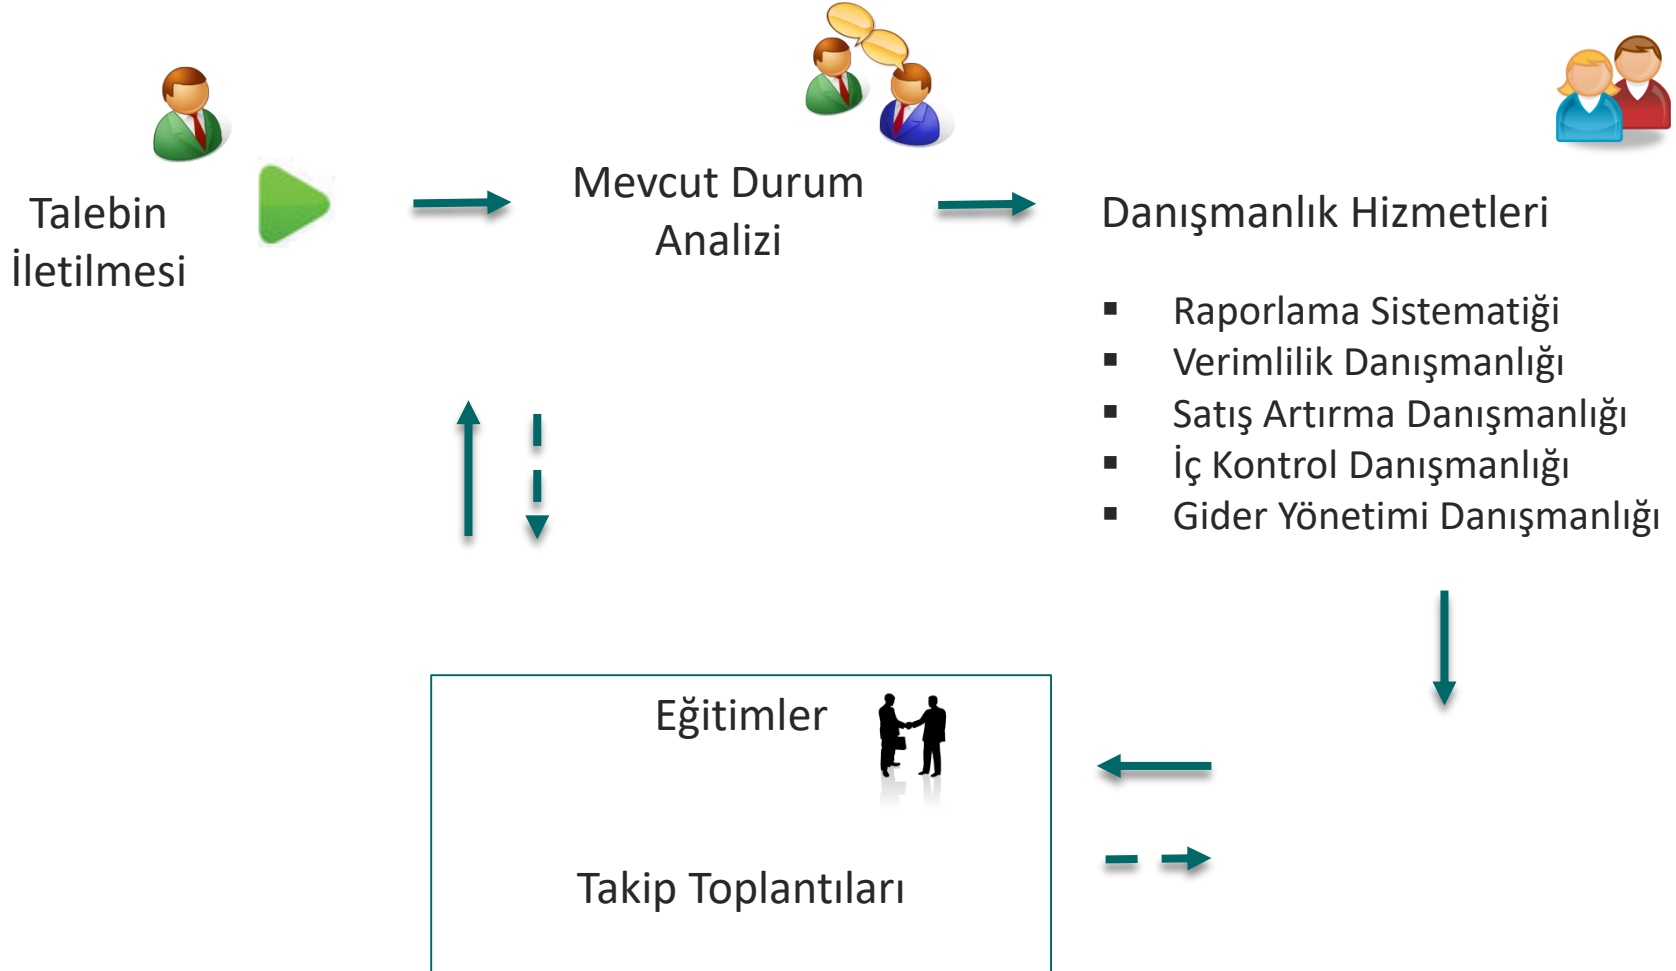 Talebin
İletilmesi
Mevcut Durum
Analizi
Danışmanlık Hizmetleri
▪ Raporlama Sistematiği
▪ Verimlilik Danışmanlığı
▪ Satış Artırma Danışmanlığı
▪ İç Kontrol Danışmanlığı
▪ Gider Yönetimi Danışmanlığı
Eğitimler
Takip Toplantıları